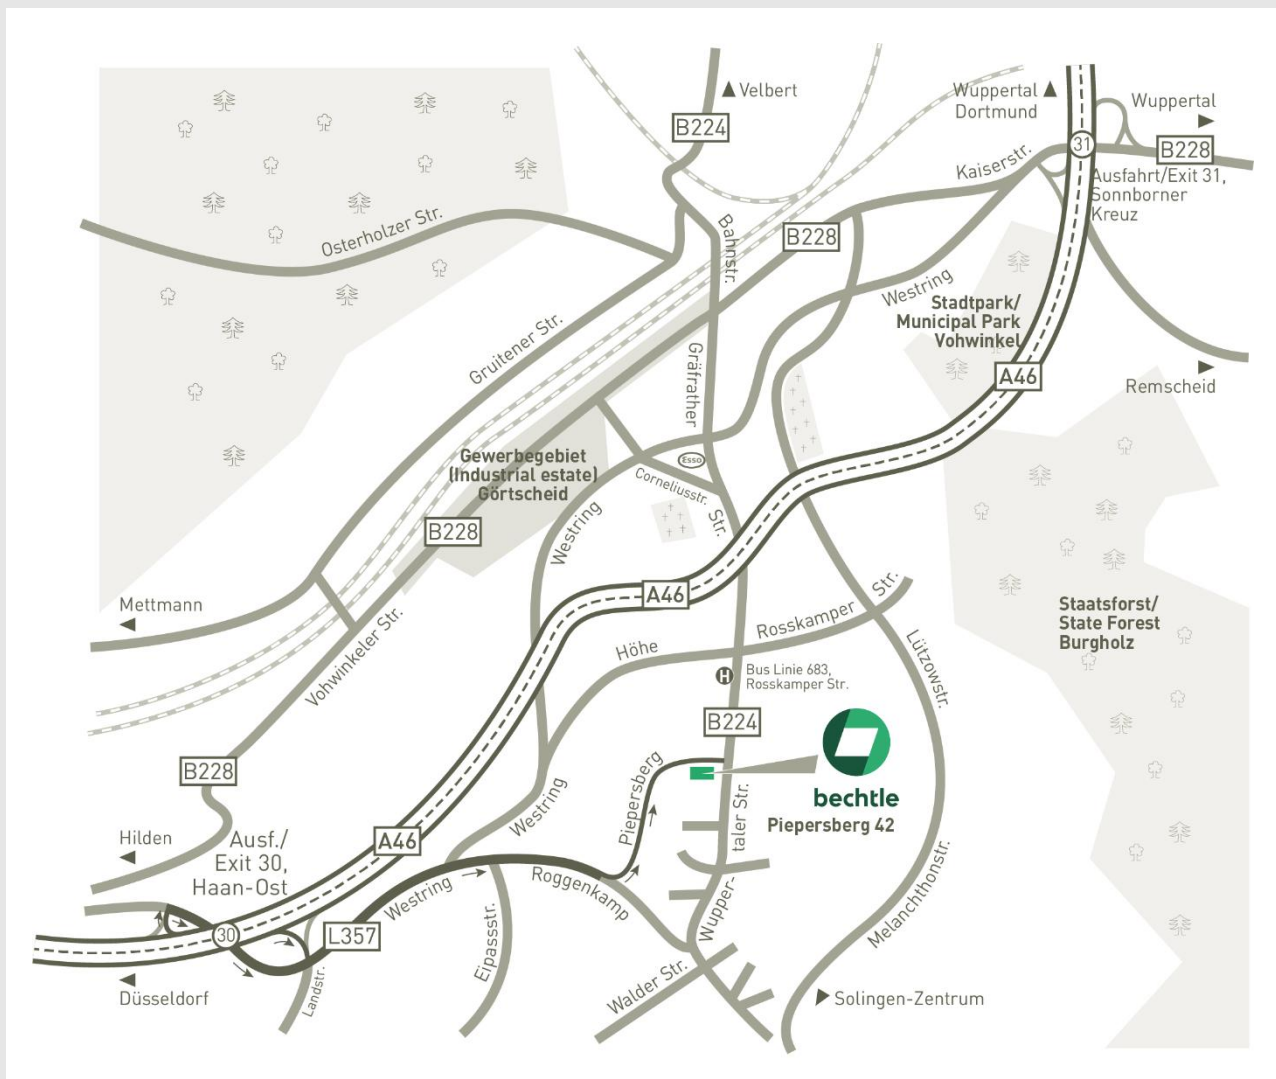 Velbert
B224
Wuppertal
Dortmund
Wuppertal
31
B228
Kaiserstr.
Ausfahrt/Exit 31,
Sonnborner
Kreuz
Osterholzer Str.
Bahnstr.
B228
Westring
Stadtpark/
Municipal Park
Vohwinkel
Gruitener Str.
Gräfrather
A46
Remscheid
Gewerbegebiet
(Industrial estate)
Görtscheid
Esso
Corneliusstr.
Str.
B228
Westring
A46
Mettmann
Vohwinkeler Str.
Höhe
Rosskamper
Str.
Staatsforst/
State Forest
Burgholz
Lützowstr.
H
Bus Linie 683,
Rosskamper Str.
B224
B228
Piepersberg
bechtle
Piepersberg 42
Westring
taler Str.
Hilden
Ausf./
Exit 30,
Haan-Ost
A46
Westring
Roggenkamp
Wupper-
Melanchthonstr.
30
L357
Eipassstr.
Landstr.
Walder Str.
Düsseldorf
Solingen-Zentrum